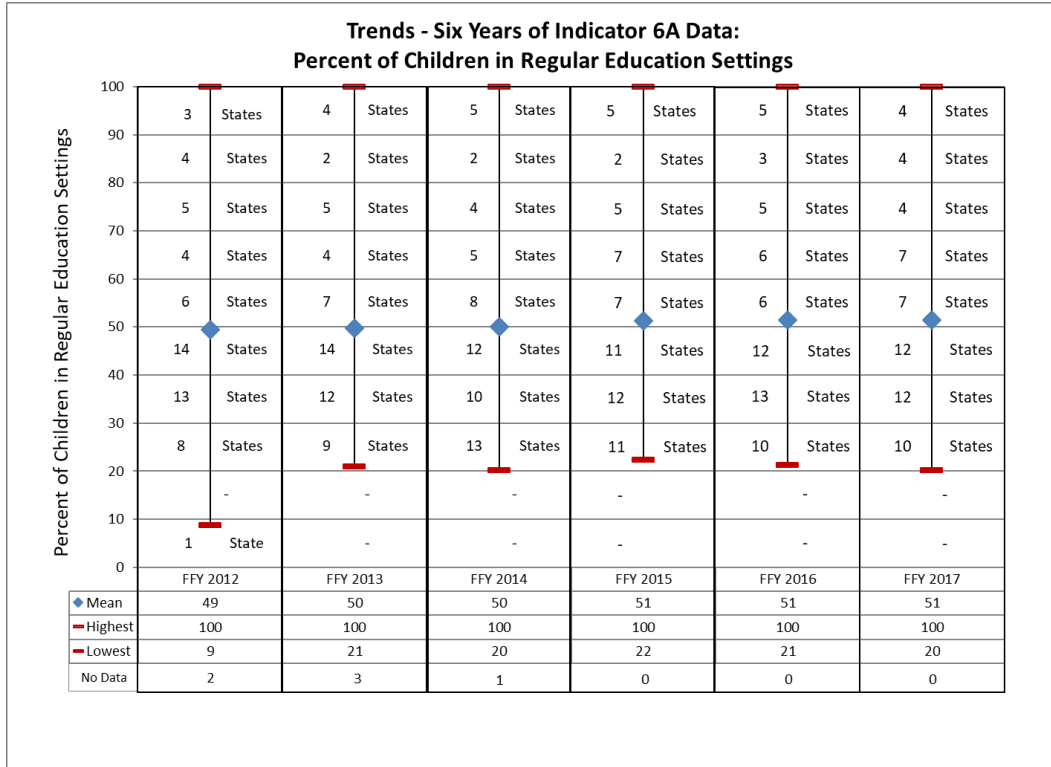 Trends - Six Years of Indicator 6A Data:
Percent of Children in Regular Education Settings
Percent of Children in Regular Education Settings
100
3 States 4 States 5 States 5 States 5 States 4 States
90
4 States 2 States 2 States 2 States 3 States 4 States
80
5 States 5 States 4 States 5 States 5 States 4 States
70
4 States 4 States 5 States 7 States 6 States 7 States
60
6 States 7 States 8 States 7 States 6 States 7 States
50
14 States 14 States 12 States 11 States 12 States 12 States
40
13 States 12 States 10 States 12 States 13 States 12 States
30
8 States 9 States 13 States 11 States 10 States 10 States
20
- - - - - -
10
1 State - - - - -
0
FFY 2012 FFY 2013 FFY 2014 FFY 2015 FFY 2016 FFY 2017
Mean 49 50 50 51 51 51
Highest 100 100 100 100 100 100
Lowest 9 21 20 22 21 20
No Data 2 3 1 0 0 0